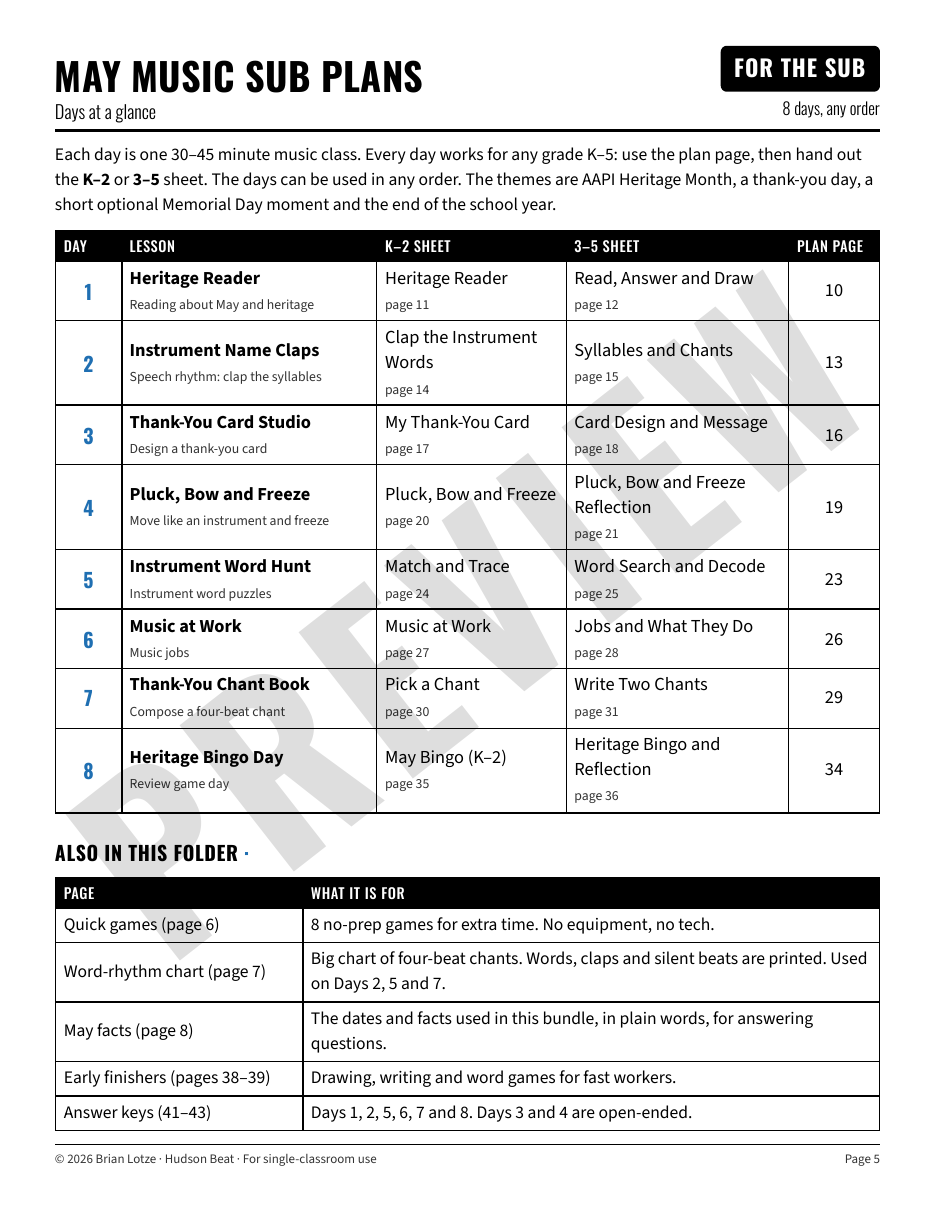 MAY MUSIC SUB PLANS
FOR THE SUB
Days at a glance
8 days, any order
Each day is one 30–45 minute music class. Every day works for any grade K–5: use the plan page, then hand out
the K–2 or 3–5 sheet. The days can be used in any order. The themes are AAPI Heritage Month, a thank-you day, a
short optional Memorial Day moment and the end of the school year.
DAY LESSON K–2 SHEET 3–5 SHEET PLAN PAGE
1
Heritage Reader
Reading about May and heritage
Heritage Reader
page 11
Read, Answer and Draw
page 12
10
2
Instrument Name Claps
Speech rhythm: clap the syllables
Clap the Instrument
Words
page 14
Syllables and Chants
page 15
13
3
Thank-You Card Studio
Design a thank-you card
My Thank-You Card
page 17
Card Design and Message
page 18
16
4
Pluck, Bow and Freeze
Move like an instrument and freeze
Pluck, Bow and Freeze
page 20
Pluck, Bow and Freeze
Reflection
page 21
19
5
Instrument Word Hunt
Instrument word puzzles
Match and Trace
page 24
Word Search and Decode
page 25
23
6
Music at Work
Music jobs
Music at Work
page 27
Jobs and What They Do
page 28
26
7
Thank-You Chant Book
Compose a four-beat chant
Pick a Chant
page 30
Write Two Chants
page 31
29
8
Heritage Bingo Day
Review game day
May Bingo (K–2)
page 35
Heritage Bingo and
Reflection
page 36
34
PREVIEW
ALSO IN THIS FOLDER ·
PAGE WHAT IT IS FOR
Quick games (page 6)
8 no-prep games for extra time. No equipment, no tech.
Word-rhythm chart (page 7)
Big chart of four-beat chants. Words, claps and silent beats are printed. Used
on Days 2, 5 and 7.
May facts (page 8)
The dates and facts used in this bundle, in plain words, for answering
questions.
Early finishers (pages 38–39)
Drawing, writing and word games for fast workers.
Answer keys (41–43)
Days 1, 2, 5, 6, 7 and 8. Days 3 and 4 are open-ended.
© 2026 Brian Lotze · Hudson Beat · For single-classroom use
Page 5